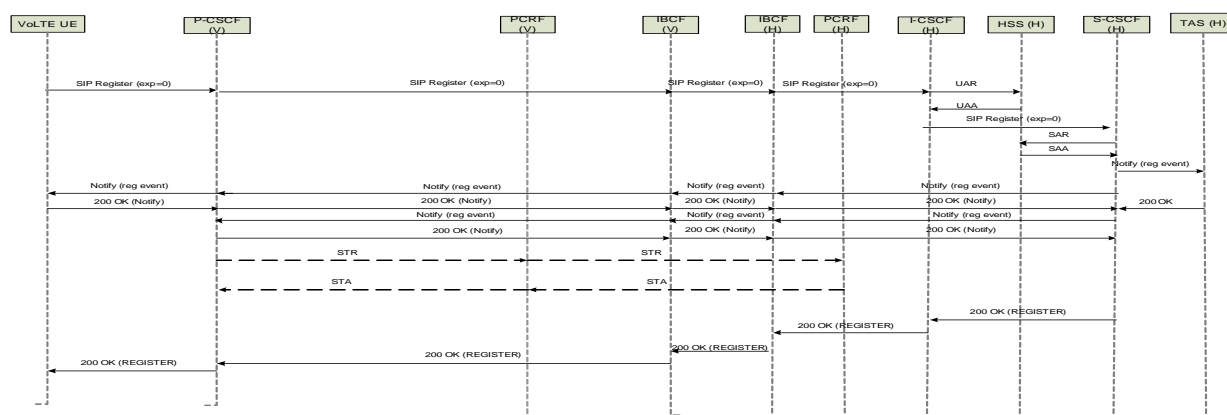 VoLTE UE
P-CSCF
(V)
PCRF
(V)
IBCF
(V)
IBCF
(H)
PCRF
(H)
I-CSCF
(H)
HSS (H)
S-CSCF
(H)
TAS (H)
SIP Register (exp=0)
SIP Register (exp=0)
SIP Register (exp=0)
SIP Register (exp=0)
UAR
UAA
SIP Register (exp=0)
SAR
SAA
Notify (reg event)
Notify (reg event)
Notify (reg event)
Notify (reg event)
Notify (reg event)
200 OK (Notify)
200 OK (Notify)
200 OK (Notify)
200 OK (Notify)
200 OK
Notify (reg event)
Notify (reg event)
Notify (reg event)
200 OK (Notify)
200 OK (Notify)
200 OK (Notify)
STR
STR
STA
STA
200 OK (REGISTER)
200 OK (REGISTER)
200 OK (REGISTER)
200 OK (REGISTER)
200 OK (REGISTER)